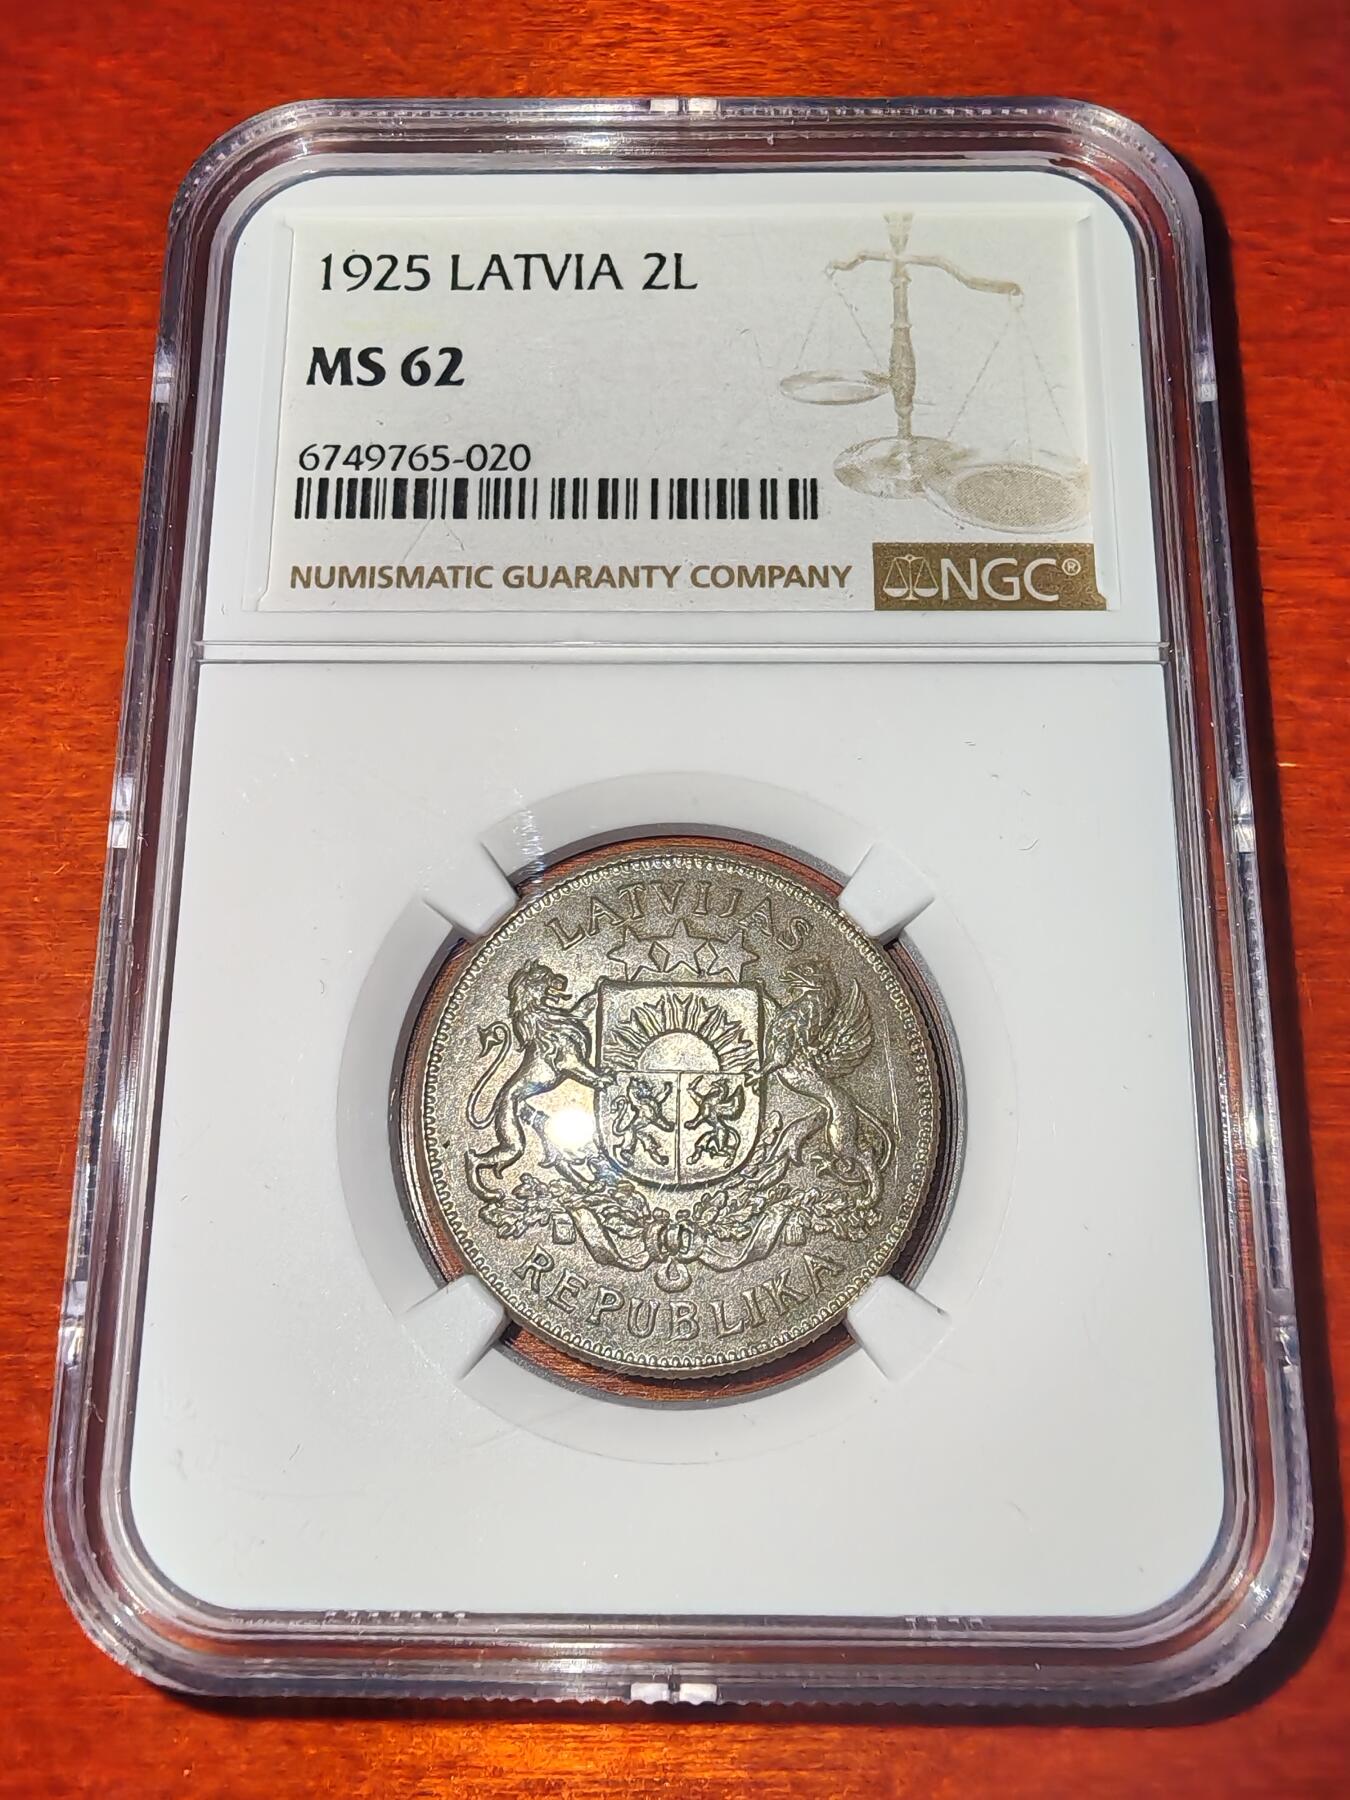 1925 LATVIA 2L
MS 62
6749765-020
NUMISMATIC GUARANTY COMPANY
NGC®
LATVIJAS
REPUBLIKA